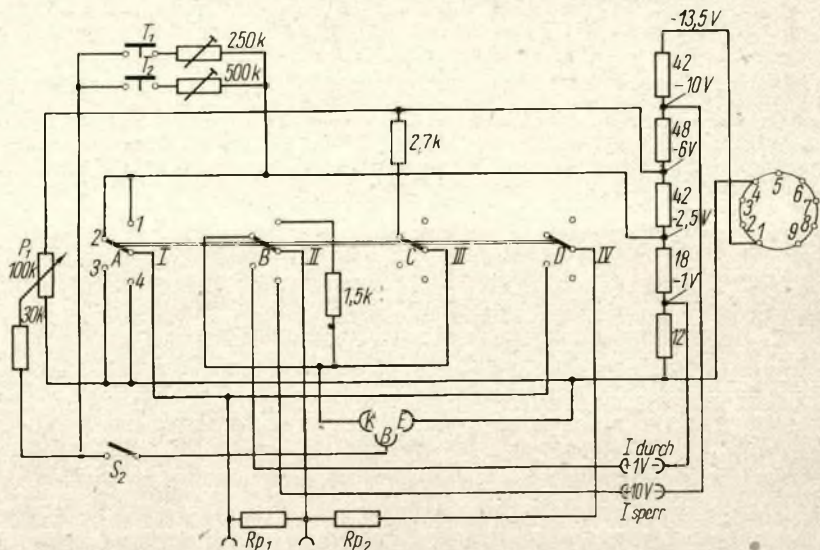 -13,5V
T1
250k
T2
500k
42
-10V
2,7k
48
-6V
42
-2,5V
5
4
6
3
7
2
8
1
9
1
2
A
I
B
II
C
III
D
IV
P1
100k
3
4
1,5k
18
-1V
30k
12
K
E
B
S2
I durch
1V
10V
I sperr
Rp1
Rp2